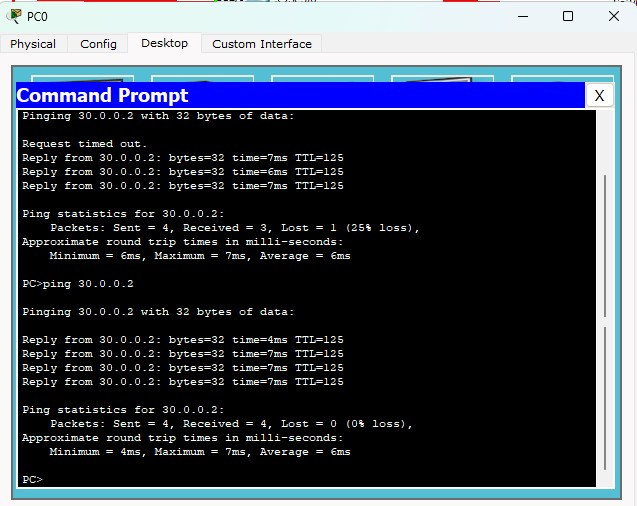 PC0
Physical Config Desktop Custom Interface
Command Prompt X
Pinging 30.0.0.2 with 32 bytes of data:
Request timed out.
Reply from 30.0.0.2: bytes=32 time=7ms TTL=125
Reply from 30.0.0.2: bytes=32 time=6ms TTL=125
Reply from 30.0.0.2: bytes=32 time=7ms TTL=125
Ping statistics for 30.0.0.2:
Packets: Sent = 4, Received = 3, Lost = 1 (25% loss),
Approximate round trip times in milli-seconds:
Minimum = 6ms, Maximum = 7ms, Average = 6ms
PC>ping 30.0.0.2
Pinging 30.0.0.2 with 32 bytes of data:
Reply from 30.0.0.2: bytes=32 time=4ms TTL=125
Reply from 30.0.0.2: bytes=32 time=7ms TTL=125
Reply from 30.0.0.2: bytes=32 time=7ms TTL=125
Reply from 30.0.0.2: bytes=32 time=7ms TTL=125
Ping statistics for 30.0.0.2:
Packets: Sent = 4, Received = 4, Lost = 0 (0% loss),
Approximate round trip times in milli-seconds:
Minimum = 4ms, Maximum = 7ms, Average = 6ms
PC>